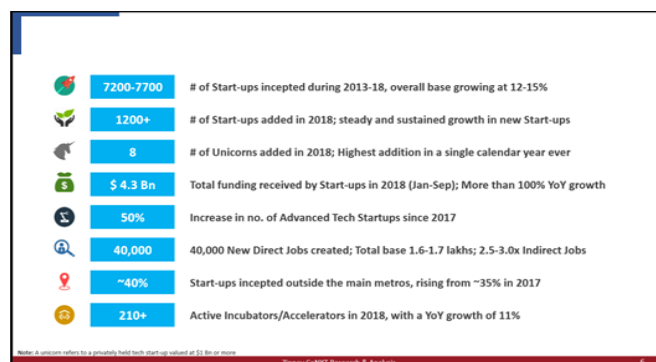 7200-7700 # of Start-ups incepted during 2013-18, overall base growing at 12-15%
1200+ # of Start-ups added in 2018; steady and sustained growth in new Start-ups
8 # of Unicorns added in 2018; Highest addition in a single calendar year ever
$ $ 4.3 Bn Total funding received by Start-ups in 2018 (Jan-Sep); More than 100% YoY growth
50% Increase in no. of Advanced Tech Startups since 2017
40,000 40,000 New Direct Jobs created; Total base 1.6-1.7 lakhs; 2.5-3.0x Indirect Jobs
~40% Start-ups incepted outside the main metros, rising from ~35% in 2017
210+ Active Incubators/Accelerators in 2018, with a YoY growth of 11%
Note: A unicorn refers to a privately held tech start-up valued at $1 Bn or more
Research & Analysis